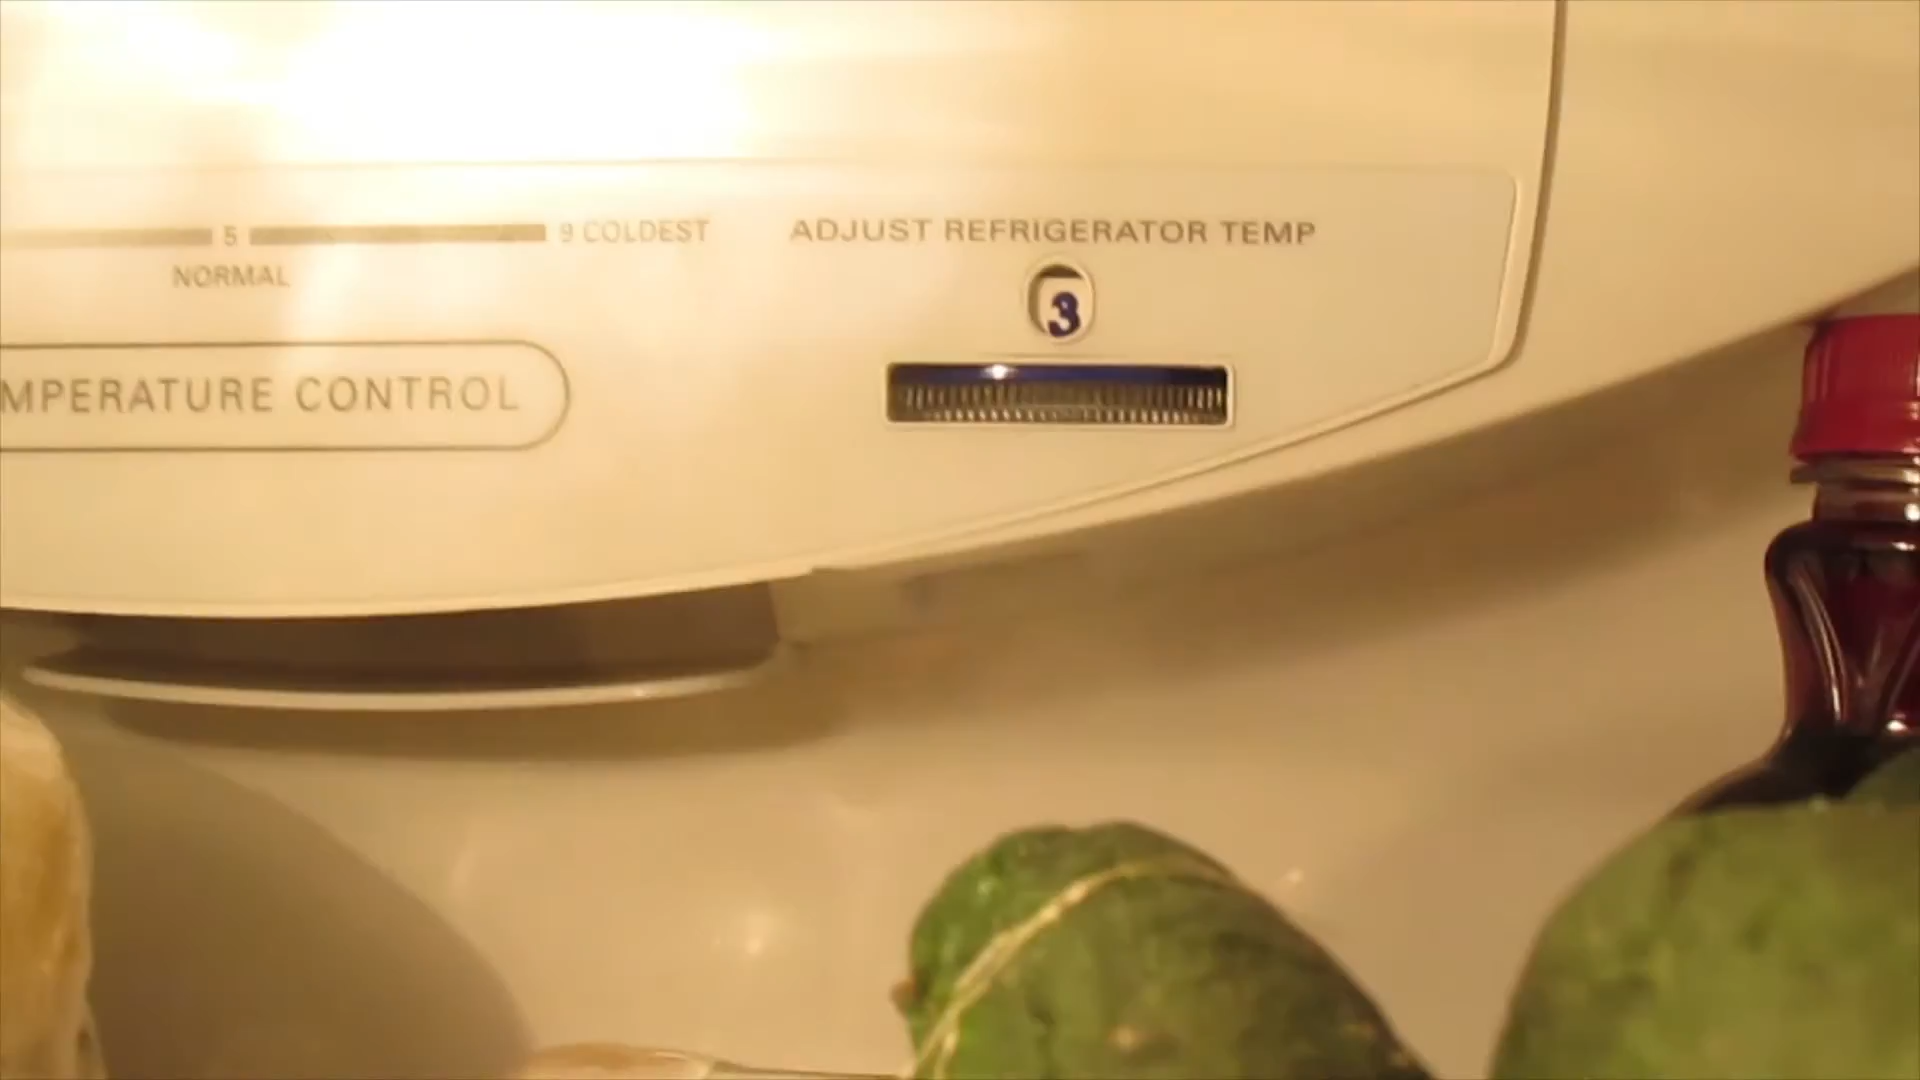 5 9 COLDEST
NORMAL
ADJUST REFRIGERATOR TEMP
3
MPERATURE CONTROL